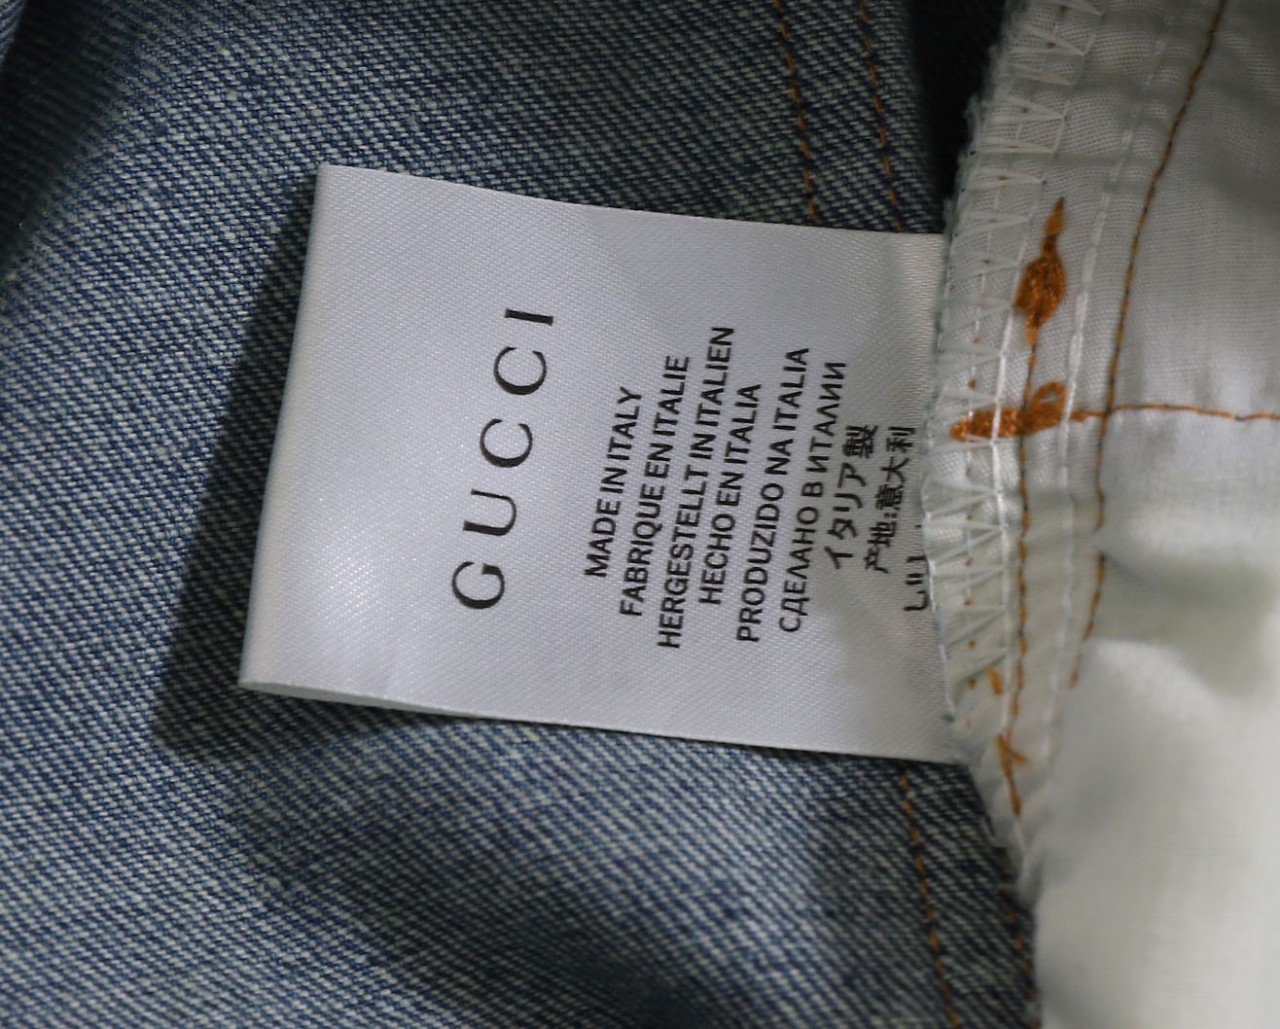 GUCCI
MADE IN ITALY
FABRIQUE EN ITALIE
HERGESTELLT IN ITALIEN
HECHO EN ITALIA
PRODUZIDO NA ITALIA
СДЕЛАНО В ИТАЛИИ
イタリア製
产地:意大利